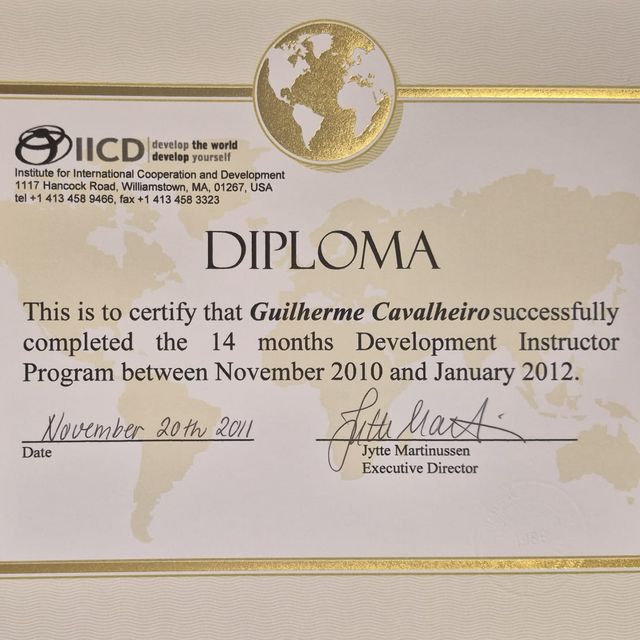 IICD develop the world
develop yourself
Institute for International Cooperation and Development
1117 Hancock Road, Williamstown, MA, 01267, USA
tel +1 413 458 9466, fax +1 413 458 3323
DIPLOMA
This is to certify that Guilherme Cavalheiro successfully
completed the 14 months Development Instructor
Program between November 2010 and January 2012.
November 20th 2011
Date
Jytte Martinussen
Executive Director